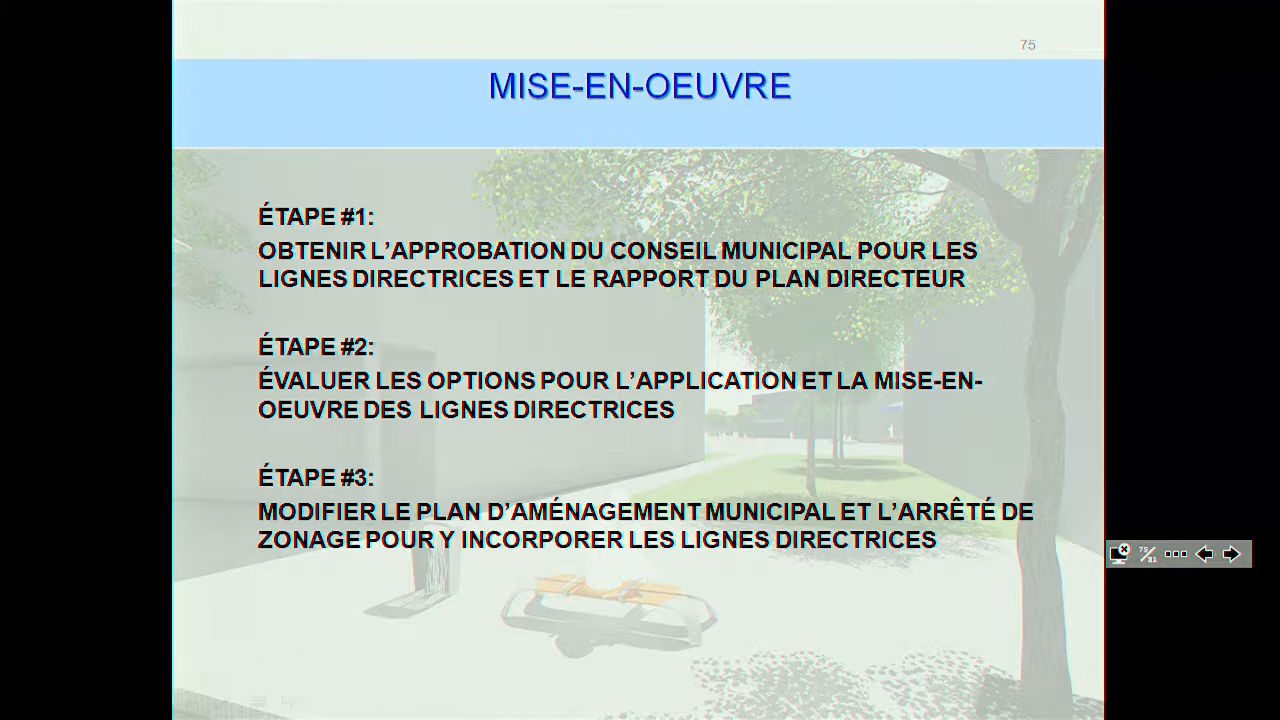 75
MISE-EN-OEUVRE
ÉTAPE #1:
OBTENIR L’APPROBATION DU CONSEIL MUNICIPAL POUR LES
LIGNES DIRECTRICES ET LE RAPPORT DU PLAN DIRECTEUR
ÉTAPE #2:
ÉVALUER LES OPTIONS POUR L’APPLICATION ET LA MISE-EN-
OEUVRE DES LIGNES DIRECTRICES
ÉTAPE #3:
MODIFIER LE PLAN D’AMÉNAGEMENT MUNICIPAL ET L’ARRÊTÉ DE
ZONAGE POUR Y INCORPORER LES LIGNES DIRECTRICES
75/81